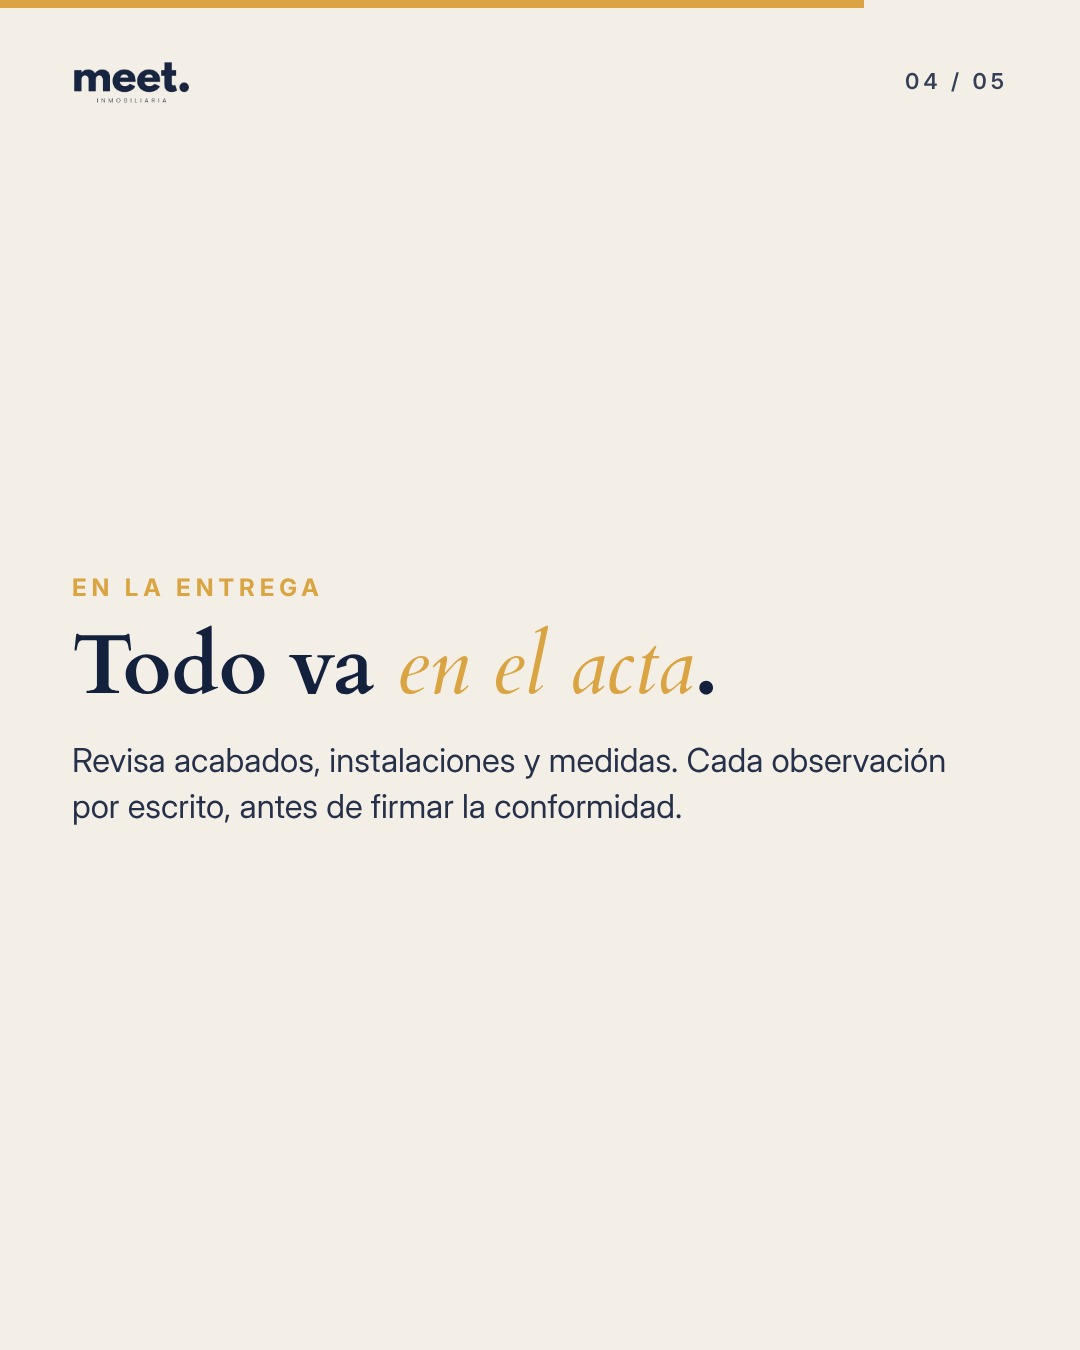 meet.
INMOBILIARIA
04 / 05
EN LA ENTREGA
Todo va en el acta.
Revisa acabados, instalaciones y medidas. Cada observación
por escrito, antes de firmar la conformidad.